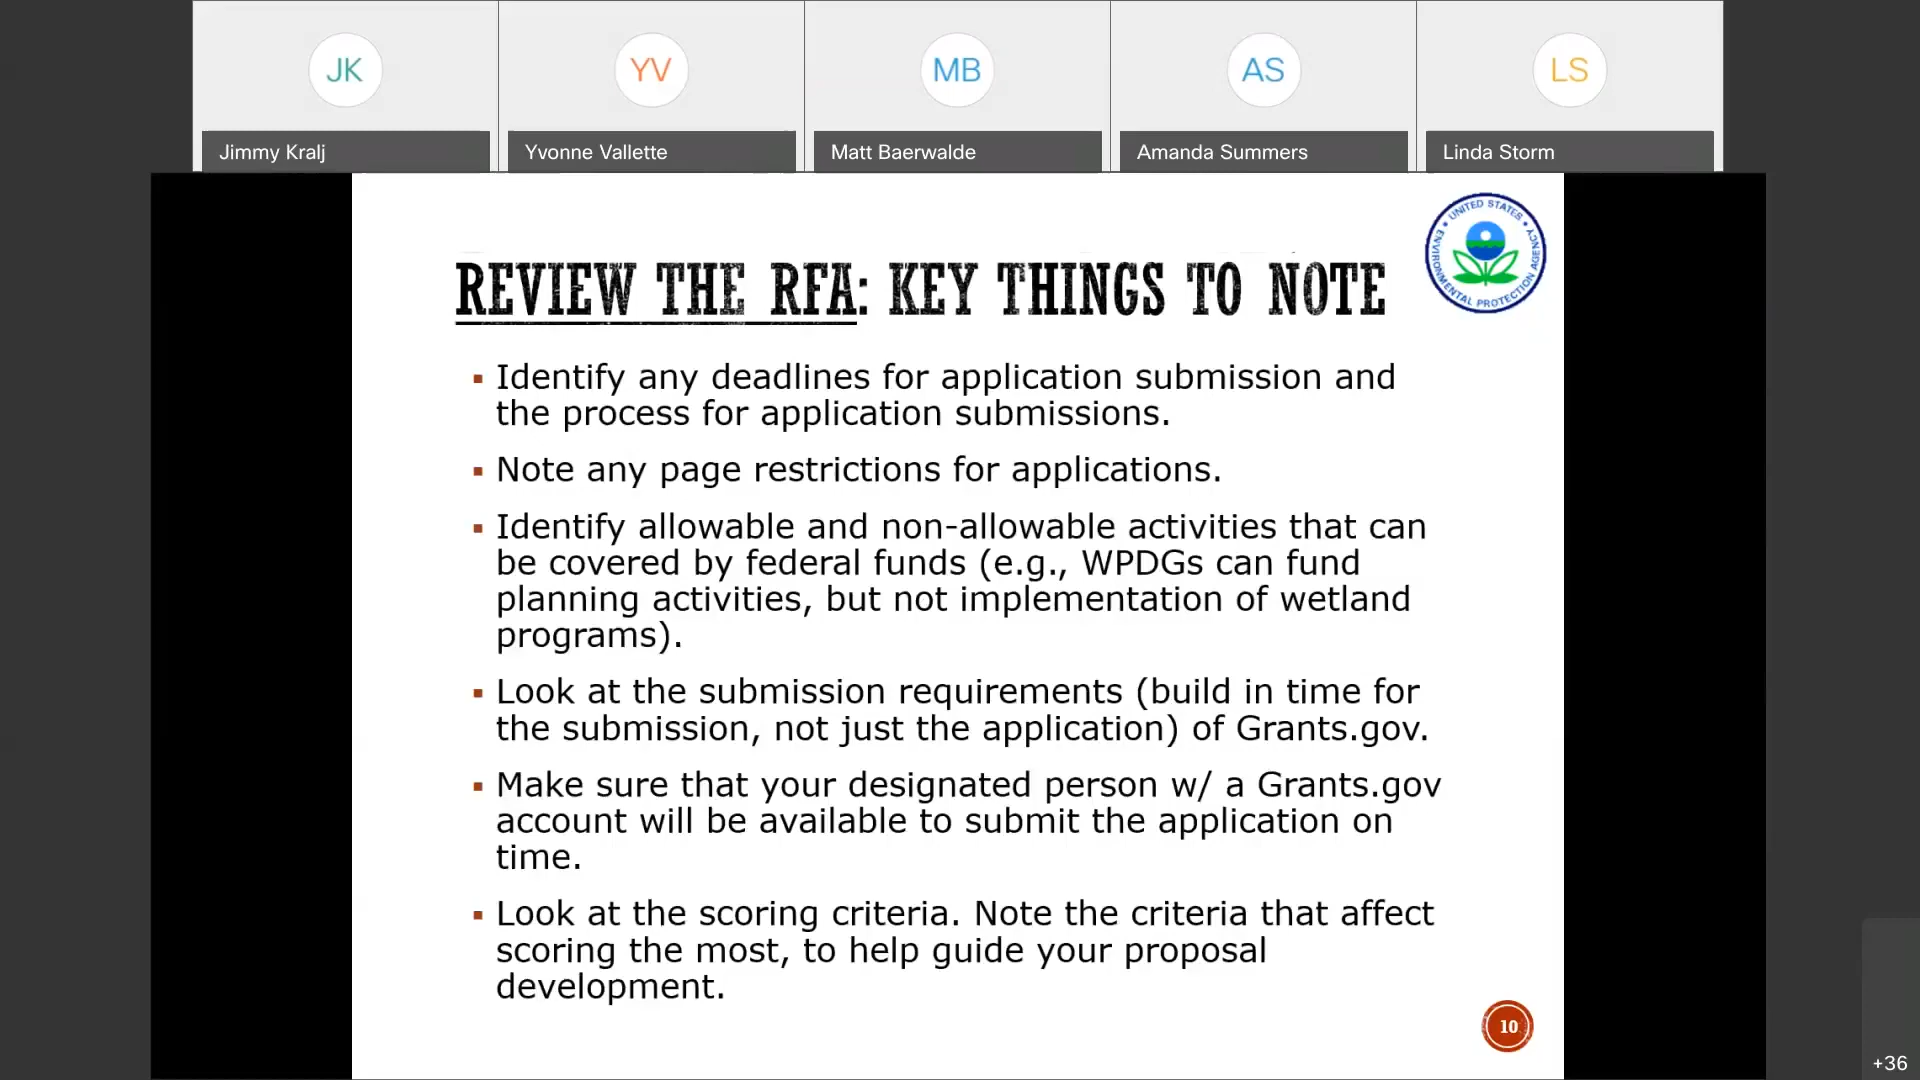 JK
YV
MB
AS
LS
Jimmy Kralj
Yvonne Vallette
Matt Baerwalde
Amanda Summers
Linda Storm
UNITED STATES
ENVIRONMENTAL PROTECTION AGENCY
REVIEW THE RFA: KEY THINGS TO NOTE
▪ Identify any deadlines for application submission and
the process for application submissions.
▪ Note any page restrictions for applications.
▪ Identify allowable and non-allowable activities that can
be covered by federal funds (e.g., WPDGs can fund
planning activities, but not implementation of wetland
programs).
▪ Look at the submission requirements (build in time for
the submission, not just the application) of Grants.gov.
▪ Make sure that your designated person w/ a Grants.gov
account will be available to submit the application on
time.
▪ Look at the scoring criteria. Note the criteria that affect
scoring the most, to help guide your proposal
development.
10
+36